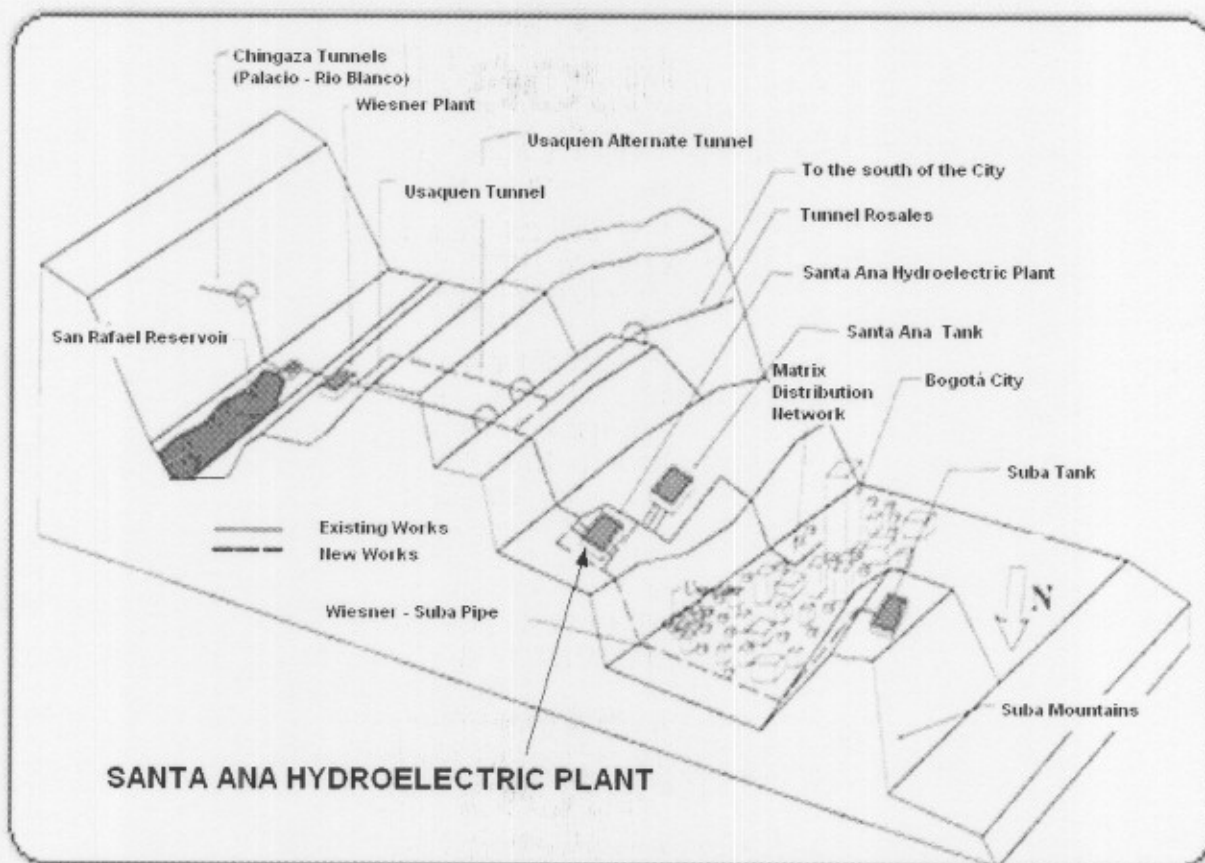 Chingaza Tunnels
(Palacio - Rio Blanco)
Wiesner Plant
Usaquen Alternate Tunnel
Usaquen Tunnel
To the south of the City
Tunnel Rosales
Santa Ana Hydroelectric Plant
San Rafael Reservoir
Santa Ana Tank
Matrix
Distribution
Network
Bogotá City
Suba Tank
Existing Works
New Works
Wiesner - Suba Pipe
N
Suba Mountains
SANTA ANA HYDROELECTRIC PLANT